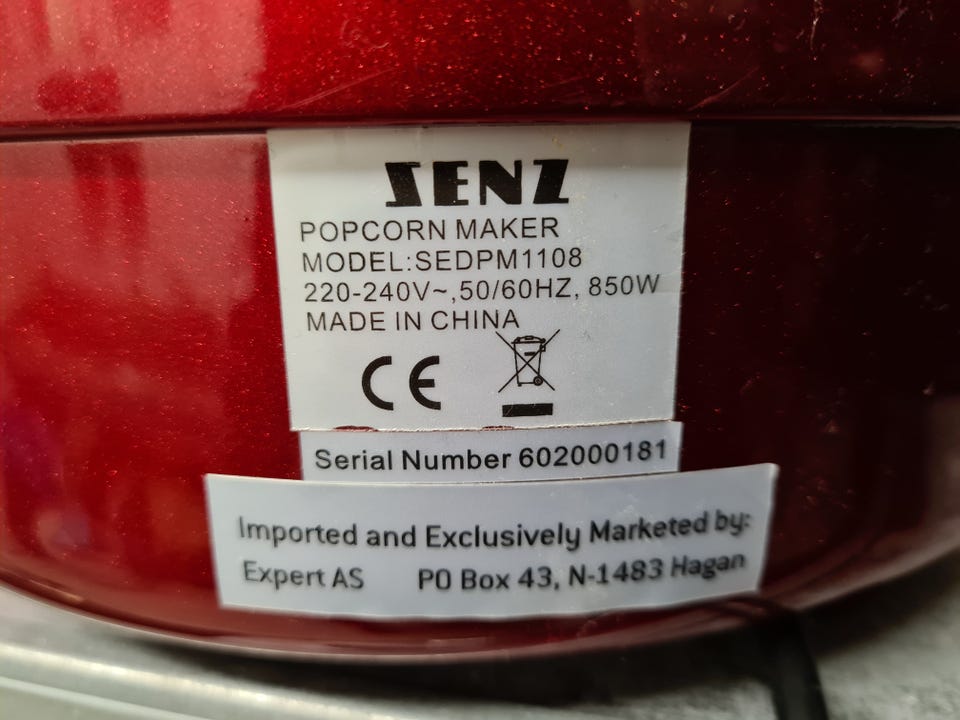 SENZ
POPCORN MAKER
MODEL:SEDPM1108
220-240V~,50/60HZ, 850W
MADE IN CHINA
CE
Serial Number 602000181
Imported and Exclusively Marketed by:
Expert AS PO Box 43, N-1483 Hagan